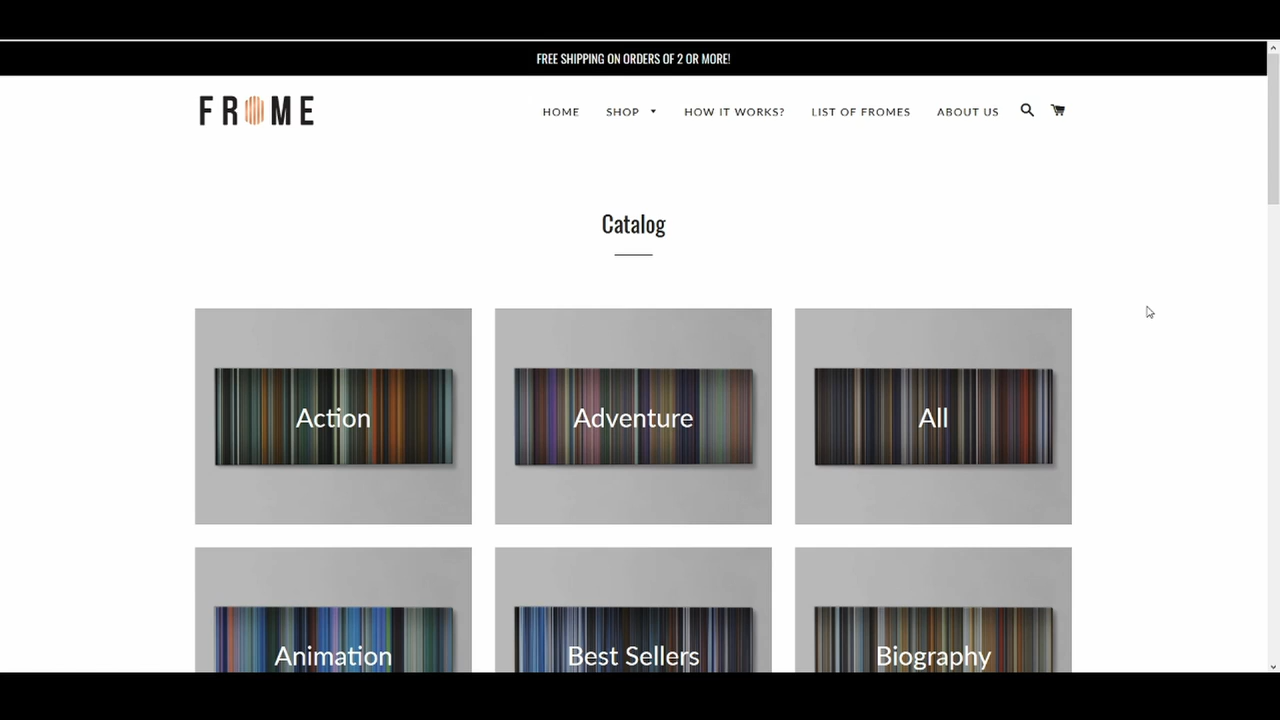 FREE SHIPPING ON ORDERS OF 2 OR MORE!
FROME
HOME SHOP HOW IT WORKS? LIST OF FROMES ABOUT US
Catalog
Action Adventure All
Animation Best Sellers Biography